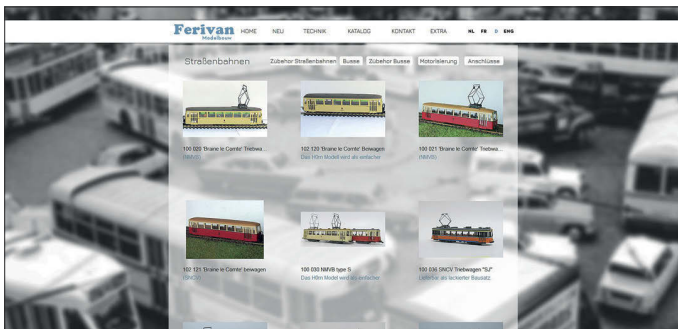 Ferivan
Modelbouw
HOME NEU TECHNIK KATALOG KONTAKT EXTRA NL FR D ENG
Straßenbahnen Zubehor Straßenbahnen Busse Zubehor Busse Motorisierung Anschlüsse
100 020 'Braine le Comte' Triebwa... 102 120 'Braine le Comte' Beiwagen 100 021 'Braine le Comte' Triebwa...
(NMVB) Das H0m Modell wird als einfacher (NMVB)
102 121 'Braine le Comte' beiwagen 100 030 NMVB type S 100 036 SNCV Triebwagen "SJ"
(SNCV) Das H0m Model wird als einfacher Lieferbar als lackierter Bausatz